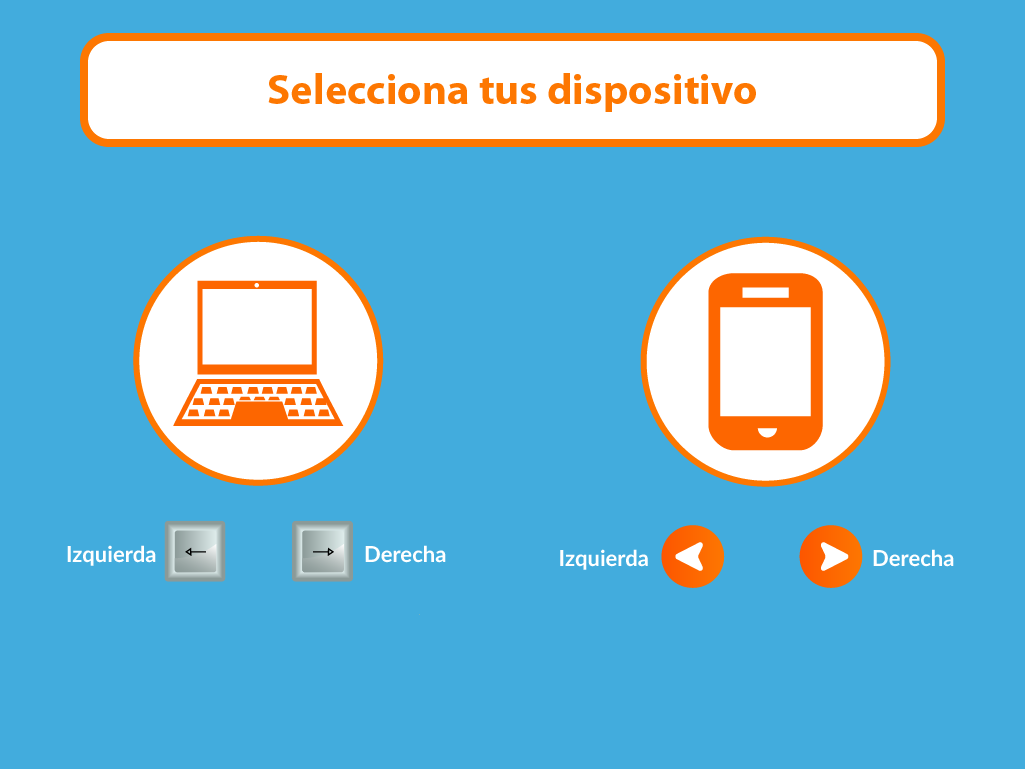 Selecciona tus dispositivo
Izquierda
Derecha
Izquierda
Derecha